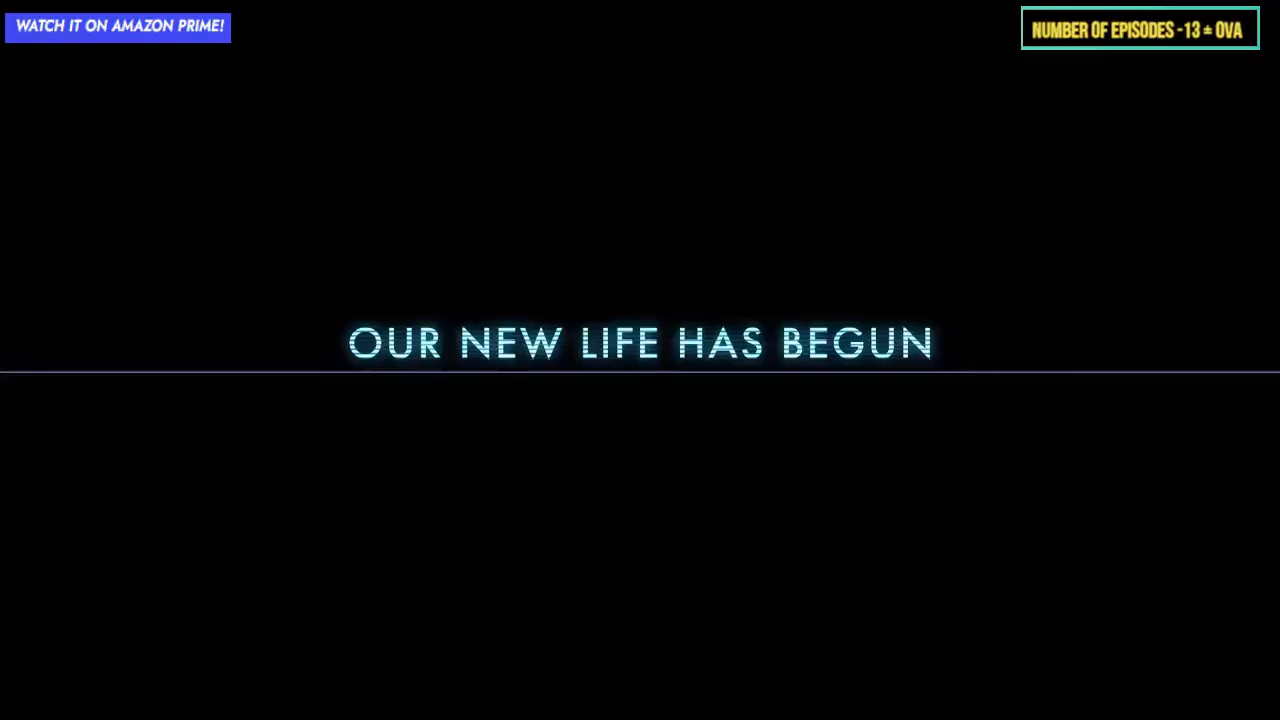 WATCH IT ON AMAZON PRIME!
NUMBER OF EPISODES -13 ± OVA
OUR NEW LIFE HAS BEGUN